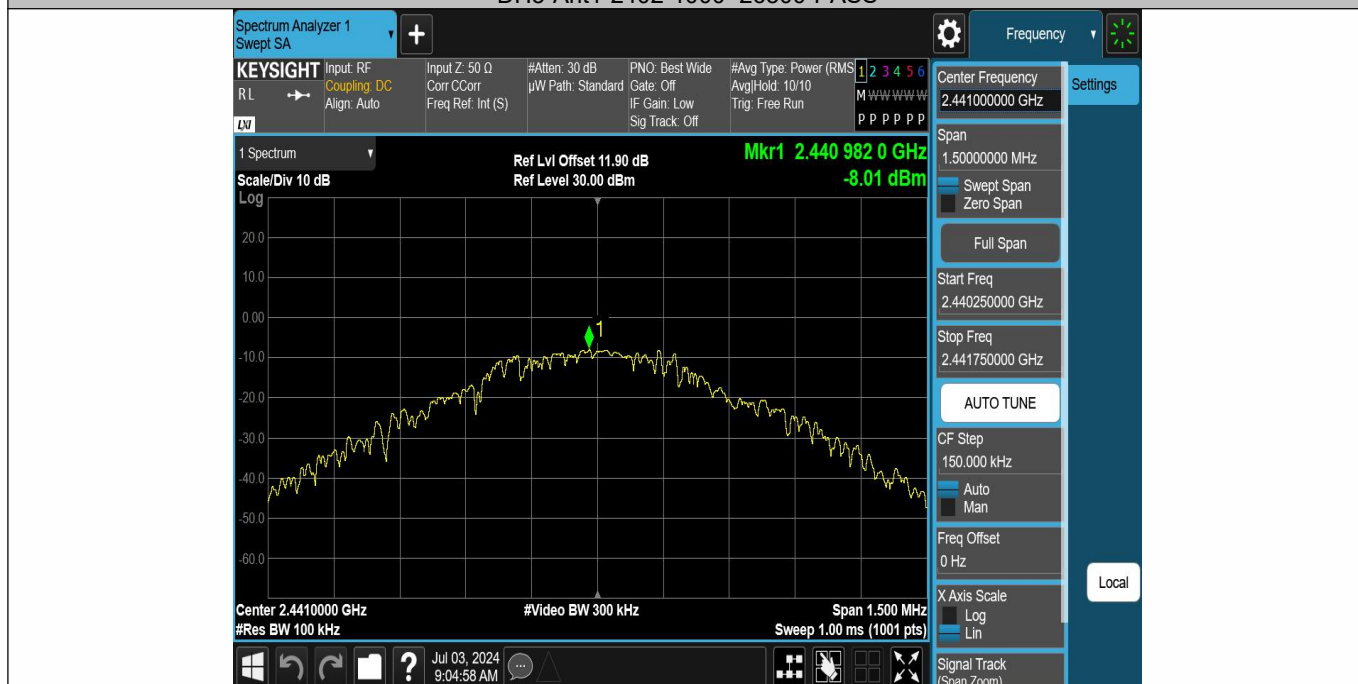 Spectrum Analyzer 1
Swept SA
+
Frequency
KEYSIGHT
RL
LXI
Input: RF
Coupling: DC
Align: Auto
Input Z: 50 Ω
Corr CCorr
Freq Ref: Int (S)
#Atten: 30 dB
µW Path: Standard
PNO: Best Wide
Gate: Off
IF Gain: Low
Sig Track: Off
#Avg Type: Power (RMS
Avg|Hold: 10/10
Trig: Free Run
1 2 3 4 5 6
M W W W W W
P P P P P P
1 Spectrum
Scale/Div 10 dB
Log
Ref Lvl Offset 11.90 dB
Ref Level 30.00 dBm
Mkr1 2.440 982 0 GHz
-8.01 dBm
20.0
10.0
0.00
-10.0
-20.0
-30.0
-40.0
-50.0
-60.0
1
Center 2.4410000 GHz
#Res BW 100 kHz
#Video BW 300 kHz
Span 1.500 MHz
Sweep 1.00 ms (1001 pts)
?
Jul 03, 2024
9:04:58 AM
Center Frequency
2.441000000 GHz
Settings
Span
1.50000000 MHz
Swept Span
Zero Span
Full Span
Start Freq
2.440250000 GHz
Stop Freq
2.441750000 GHz
AUTO TUNE
CF Step
150.000 kHz
Auto
Man
Freq Offset
0 Hz
X Axis Scale
Log
Lin
Local
Signal Track
(Span Zoom)